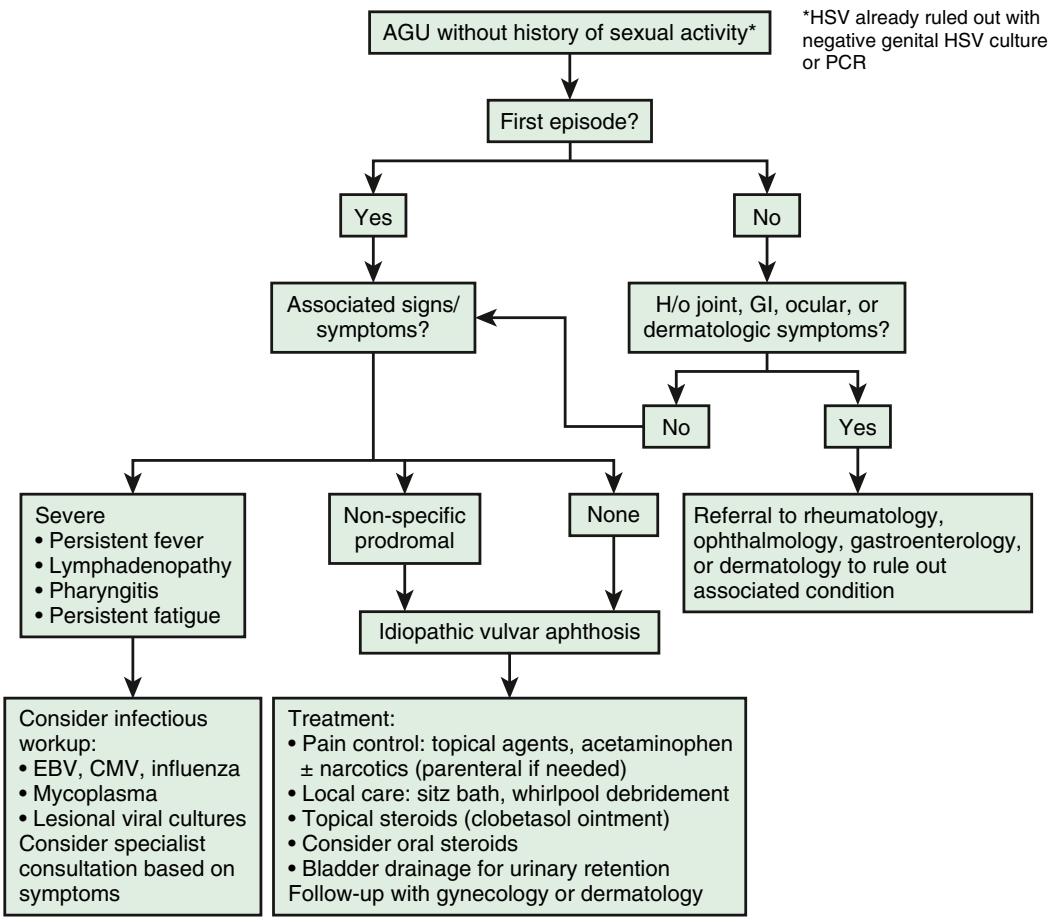 AGU without history of sexual activity*
*HSV already ruled out with
negative genital HSV culture
or PCR
First episode?
Yes
No
Associated signs/
symptoms?
H/o joint, GI, ocular, or
dermatologic symptoms?
No
Yes
Severe
• Persistent fever
• Lymphadenopathy
• Pharyngitis
• Persistent fatigue
Non-specific
prodromal
None
Referral to rheumatology,
ophthalmology, gastroenterology,
or dermatology to rule out
associated condition
Idiopathic vulvar aphthosis
Consider infectious
workup:
• EBV, CMV, influenza
• Mycoplasma
• Lesional viral cultures
Consider specialist
consultation based on
symptoms
Treatment:
• Pain control: topical agents, acetaminophen
± narcotics (parenteral if needed)
• Local care: sitz bath, whirlpool debridement
• Topical steroids (clobetasol ointment)
• Consider oral steroids
• Bladder drainage for urinary retention
Follow-up with gynecology or dermatology